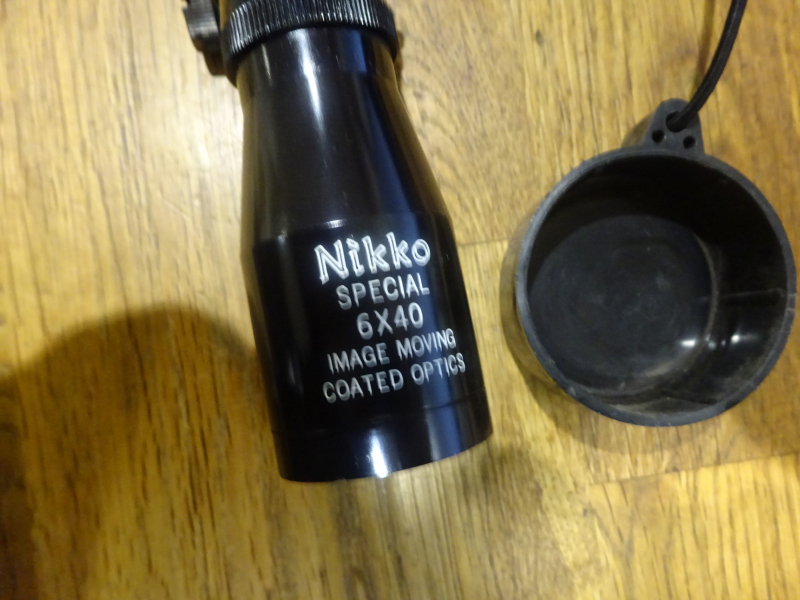 Nikko
SPECIAL
6X40
IMAGE MOVING
COATED OPTICS